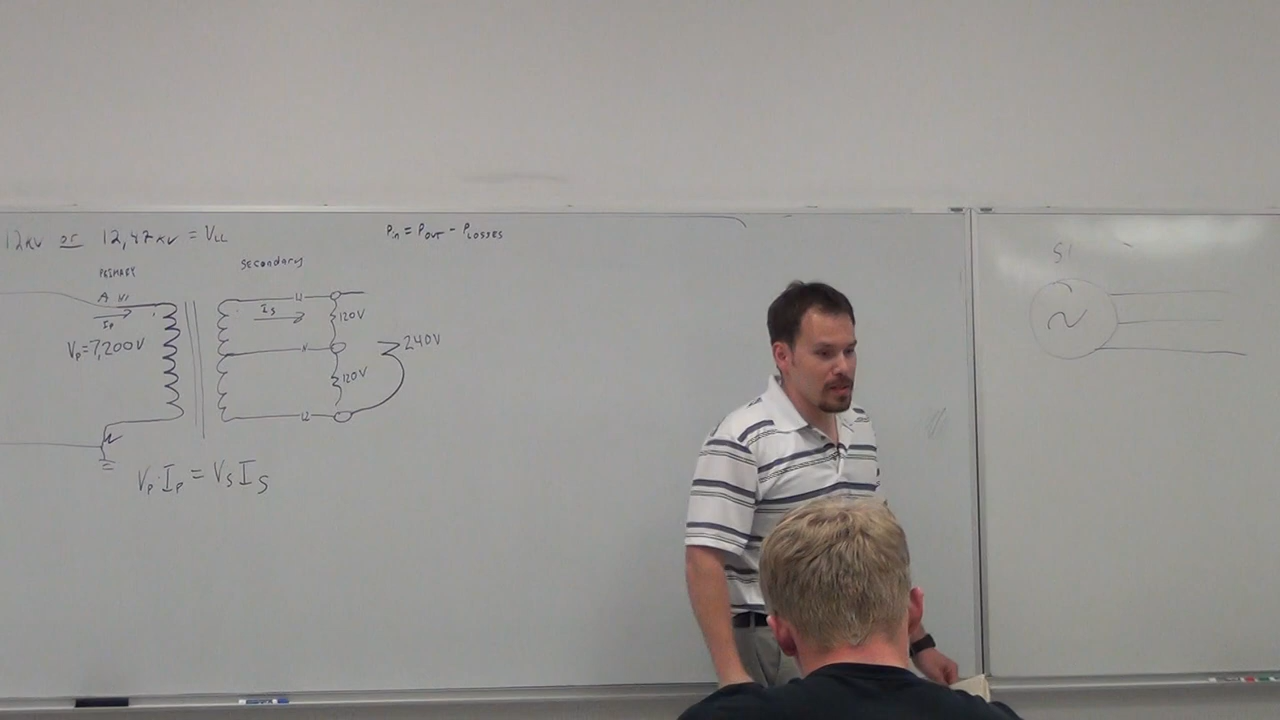 12KV or 12,47KV = VLL
Pin = POUT - PLOSSES
PRIMARY
SECONDARY
A H1
IP
VP=7,200V
L1
IS
120V
N
120V
240V
L2
N
VP·IP = VSIS